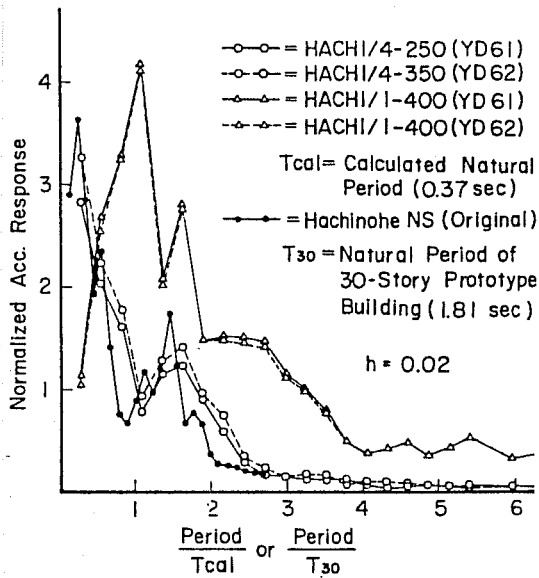 4
3
2
1
Normalized Acc. Response
= HACHI/4-250(YD61)
= HACHI/4-350(YD62)
= HACHI/1-400(YD61)
= HACHI/1-400(YD62)
Tcal= Calculated Natural
Period (0.37 sec)
= Hachinohe NS (Original)
T30 = Natural Period of
30-Story Prototype
Building (1.81 sec)
h = 0.02
1 2 3 4 5 6
Period/Tcal or Period/T30